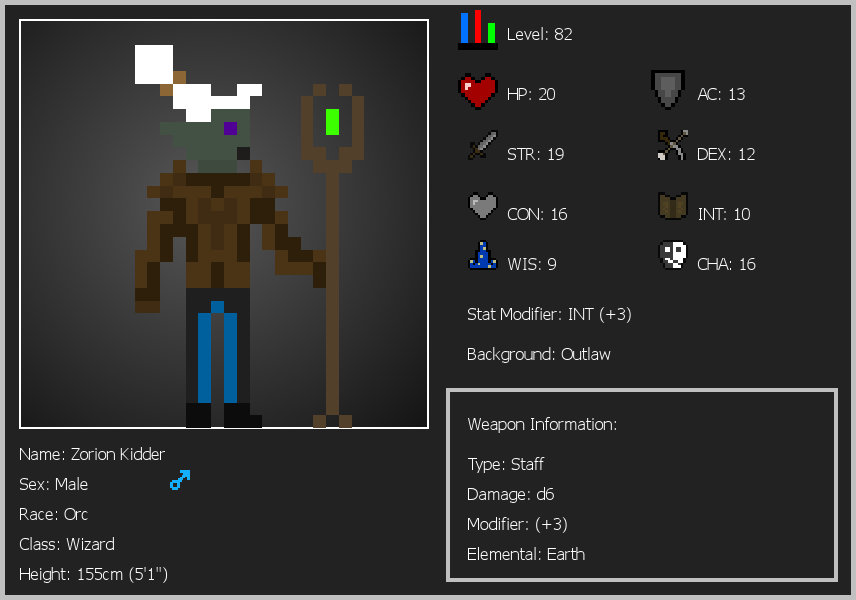 Level: 82
HP: 20
AC: 13
STR: 19
DEX: 12
CON: 16
INT: 10
WIS: 9
CHA: 16
Stat Modifier: INT (+3)
Background: Outlaw
Weapon Information:
Type: Staff
Damage: d6
Modifier: (+3)
Elemental: Earth
Name: Zorion Kidder
Sex: Male
Race: Orc
Class: Wizard
Height: 155cm (5'1")